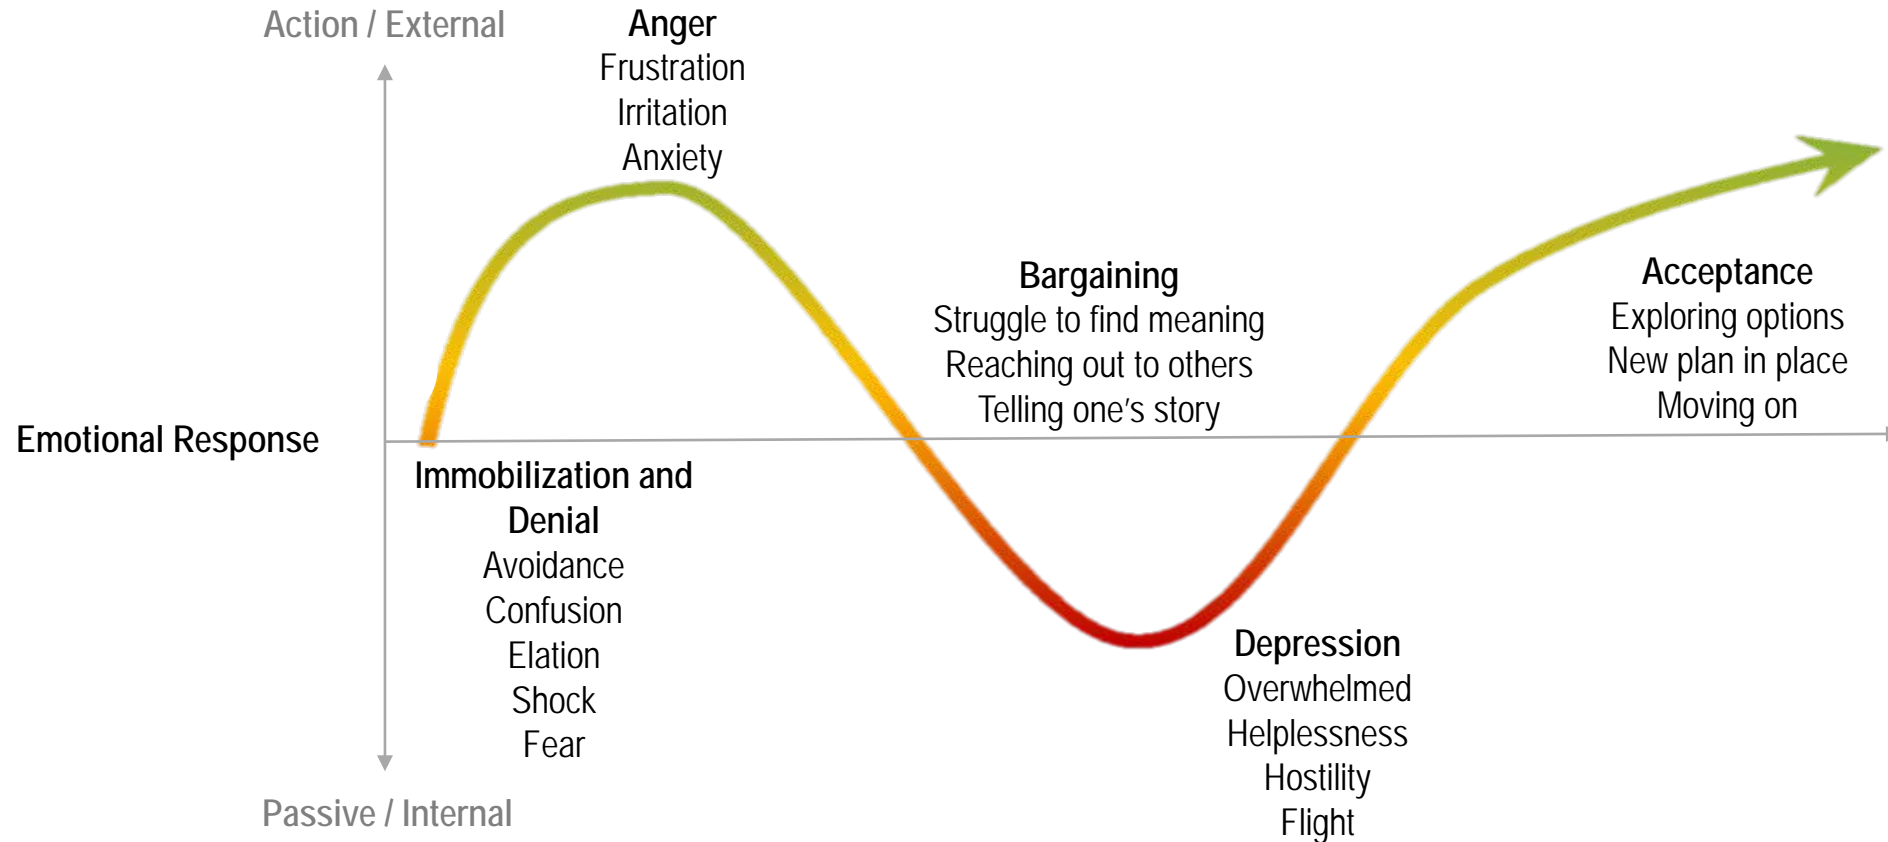 Action / External
Anger
Frustration
Irritation
Anxiety
Bargaining
Struggle to find meaning
Reaching out to others
Telling one's story
Acceptance
Exploring options
New plan in place
Moving on
Emotional Response
Immobilization and
Denial
Avoidance
Confusion
Elation
Shock
Fear
Depression
Overwhelmed
Helplessness
Hostility
Flight
Passive / Internal